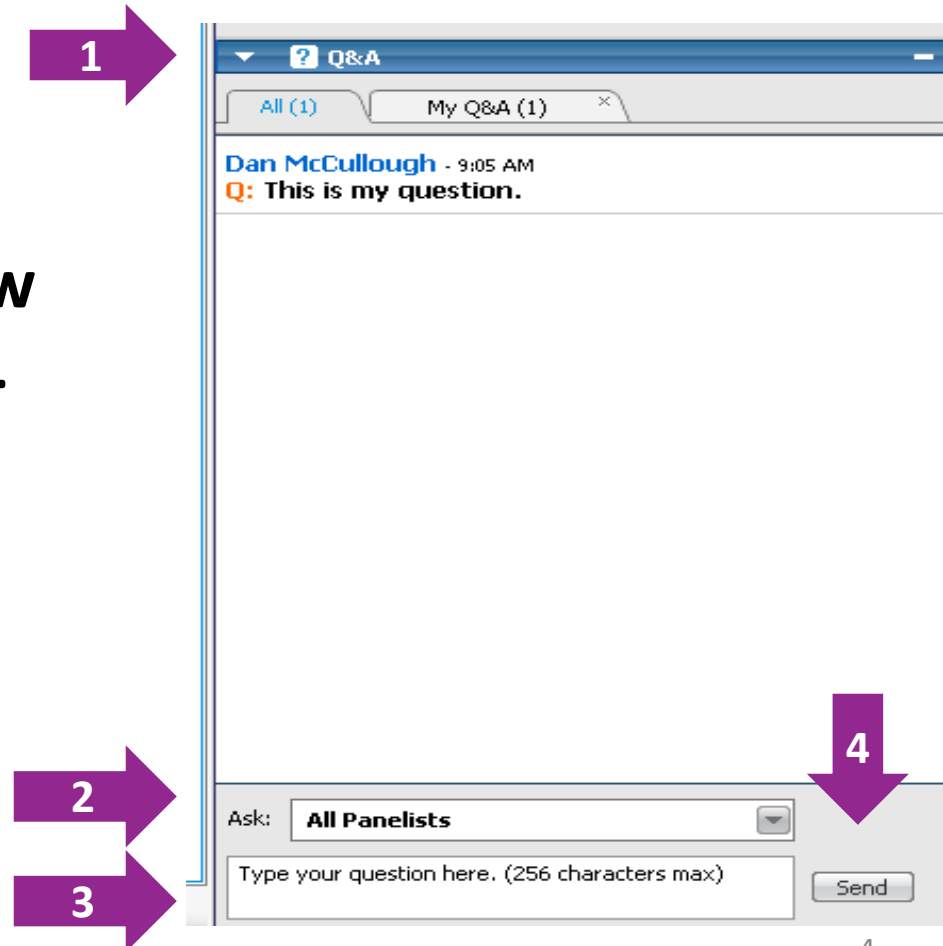 1
? Q&A
All (1) My Q&A (1)
Dan McCullough - 9:05 AM
Q: This is my question.
w
.
4
2
Ask: All Panelists
Type your question here. (256 characters max)
Send
3